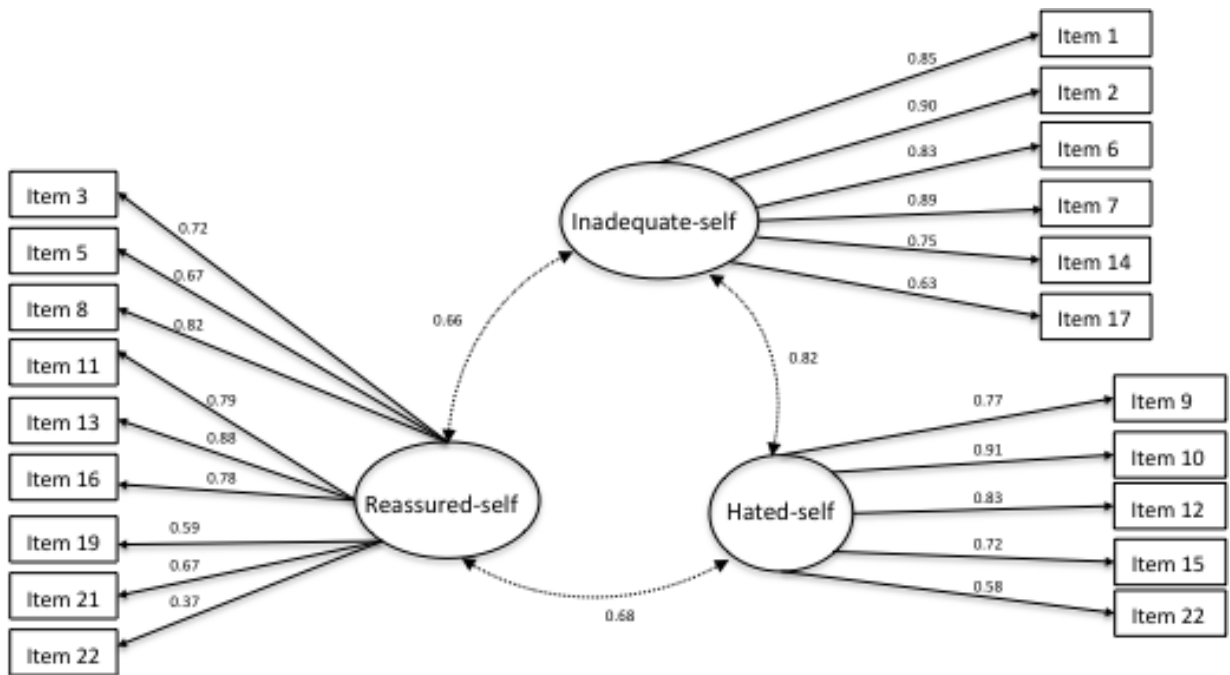 Item 1
0.85
Item 2
0.90
Item 6
0.83
Item 7
0.89
Item 14
0.75
Item 17
0.63
Inadequate-self
Item 3
0.72
Item 5
0.67
Item 8
0.82
Item 11
0.79
Item 13
0.88
Item 16
0.78
Item 19
0.59
Item 21
0.67
Item 22
0.37
Reassured-self
0.66
0.82
0.68
Hated-self
Item 9
0.77
Item 10
0.91
Item 12
0.83
Item 15
0.72
Item 22
0.58